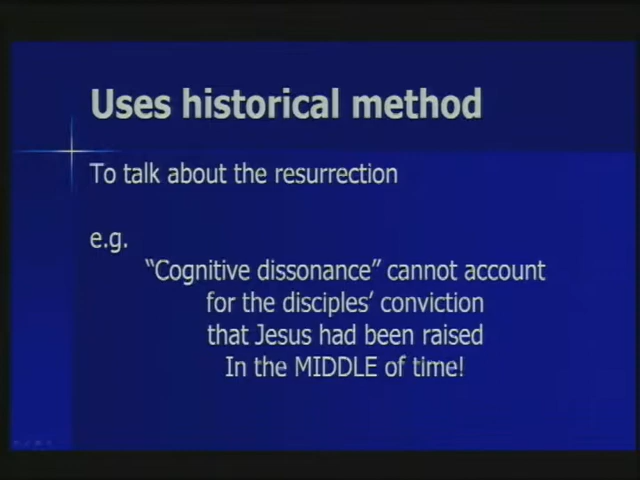 Uses historical method
To talk about the resurrection
e.g.
“Cognitive dissonance” cannot account
for the disciples’ conviction
that Jesus had been raised
In the MIDDLE of time!